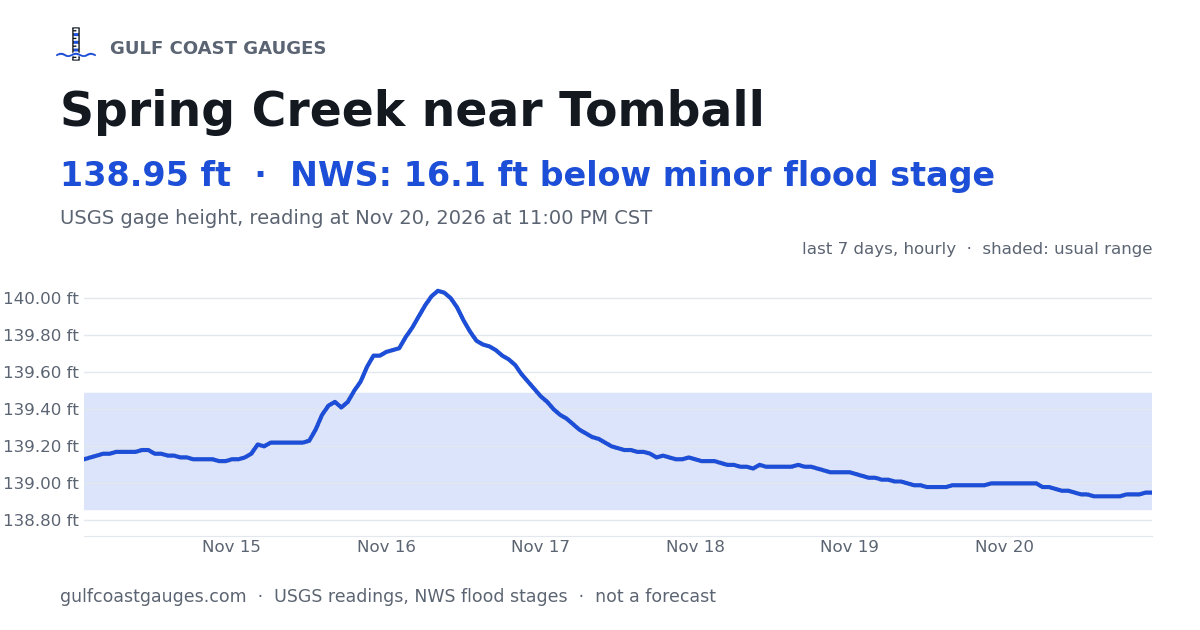 GULF COAST GAUGES
Spring Creek near Tomball
138.95 ft · NWS: 16.1 ft below minor flood stage
USGS gage height, reading at Nov 20, 2026 at 11:00 PM CST
last 7 days, hourly · shaded: usual range
140.00 ft
139.80 ft
139.60 ft
139.40 ft
139.20 ft
139.00 ft
138.80 ft
Nov 15 Nov 16 Nov 17 Nov 18 Nov 19 Nov 20
gulfcoastgauges.com · USGS readings, NWS flood stages · not a forecast